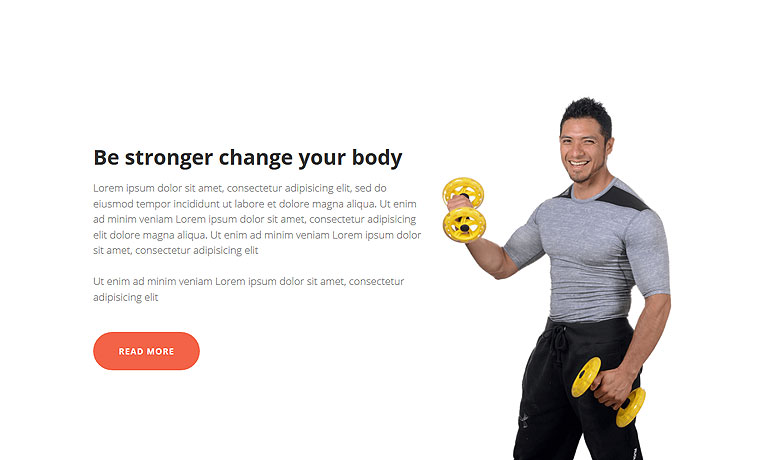 Be stronger change your body
Lorem ipsum dolor sit amet, consectetur adipisicing elit, sed do
eiusmod tempor incididunt ut labore et dolore magna aliqua. Ut enim
ad minim veniam Lorem ipsum dolor sit amet, consectetur adipisicing
elit dolore magna aliqua. Ut enim ad minim veniam Lorem ipsum dolor
sit amet, consectetur adipisicing elit
Ut enim ad minim veniam Lorem ipsum dolor sit amet, consectetur
adipisicing elit
READ MORE